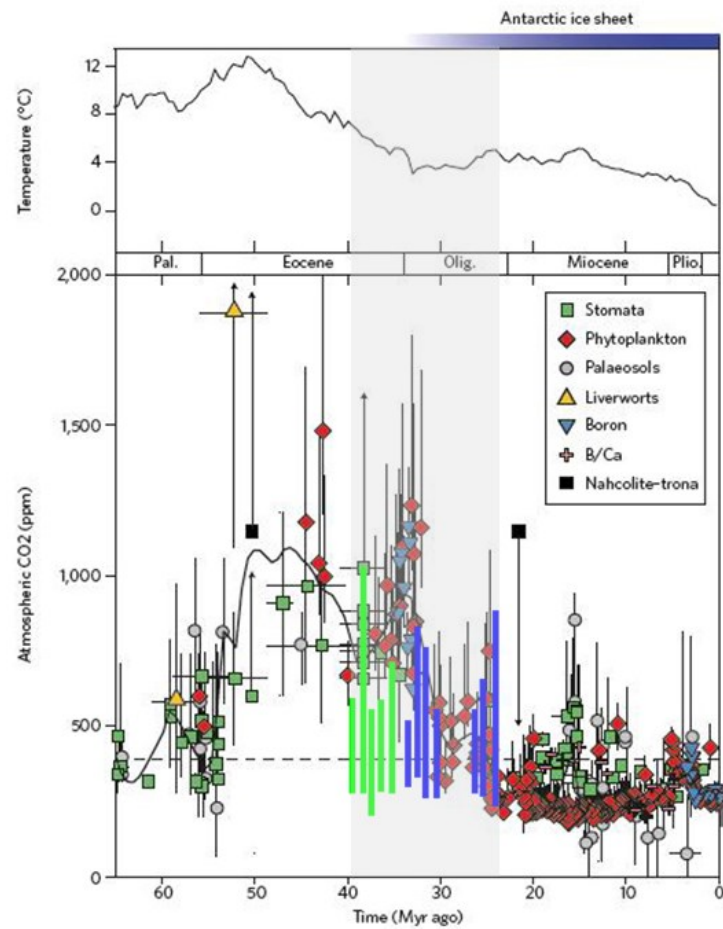 Antarctic ice sheet
Temperature (°C)
12
8
4
0
Pal. Eocene Olig. Miocene Plio.
Atmospheric CO2 (ppm)
2,000
1,500
1,000
500
0
Stomata
Phytoplankton
Palaeosols
Liverworts
Boron
B/Ca
Nahcolite–trona
60 50 40 30 20 10 0
Time (Myr ago)